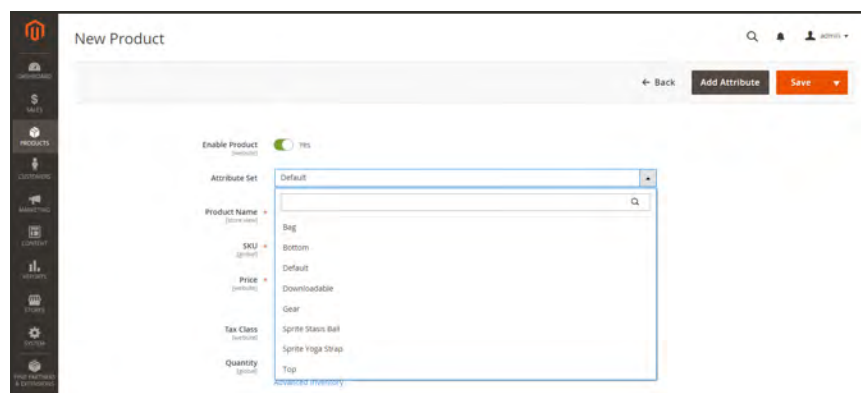 New Product
admin
DASHBOARD
SALES
PRODUCTS
CUSTOMERS
MARKETING
CONTENT
REPORTS
STORES
SYSTEM
FIND PARTNERS
& EXTENSIONS
← Back
Add Attribute
Save
Enable Product
[website]
Yes
Attribute Set
Default
Product Name *
[store view]
SKU *
[global]
Price *
[website]
Tax Class
[website]
Quantity
[global]
Bag
Bottom
Default
Downloadable
Gear
Sprite Stasis Ball
Sprite Yoga Strap
Top
Advanced Inventory